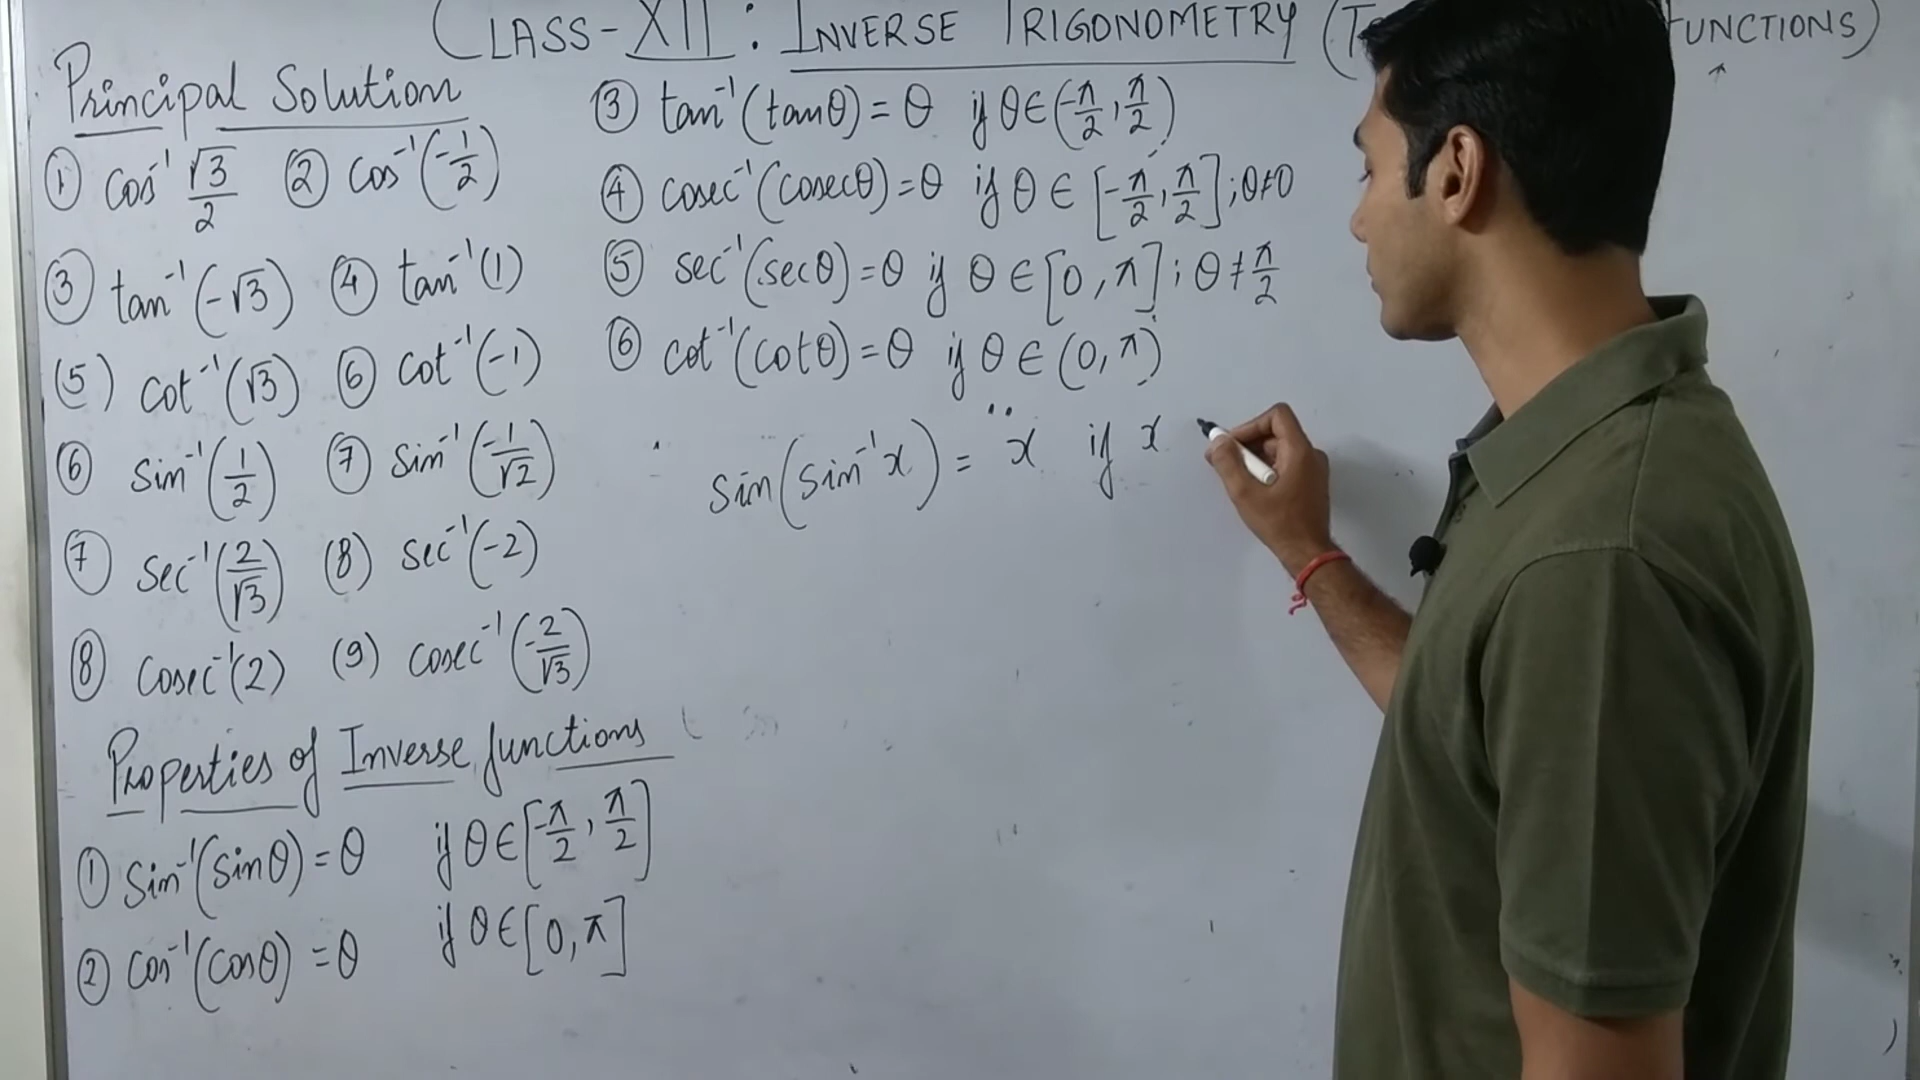 CLASS-XII : INVERSE TRIGONOMETRY ( FUNCTIONS)
Principal Solution
① cos⁻¹ √3/2 ② cos⁻¹(-1/2)
③ tan⁻¹(-√3) ④ tan⁻¹(1)
(5) cot⁻¹(√3) ⑥ cot⁻¹(-1)
⑥ sin⁻¹(1/2) ⑦ sin⁻¹(-1/√2)
⑦ sec⁻¹(2/√3) (8) sec⁻¹(-2)
⑧ cosec⁻¹(2) (9) cosec⁻¹(-2/√3)
Properties of Inverse functions
① sin⁻¹(sinθ) = θ if θ ∈ [-π/2, π/2]
② cos⁻¹(cosθ) = θ if θ ∈ [0, π]
③ tan⁻¹(tanθ) = θ if θ ∈ (-π/2, π/2)
④ cosec⁻¹(cosecθ) = θ if θ ∈ [-π/2, π/2] ; θ ≠ 0
⑤ sec⁻¹(secθ) = θ if θ ∈ [0, π] ; θ ≠ π/2
⑥ cot⁻¹(cotθ) = θ if θ ∈ (0, π)
sin(sin⁻¹x) = x if x